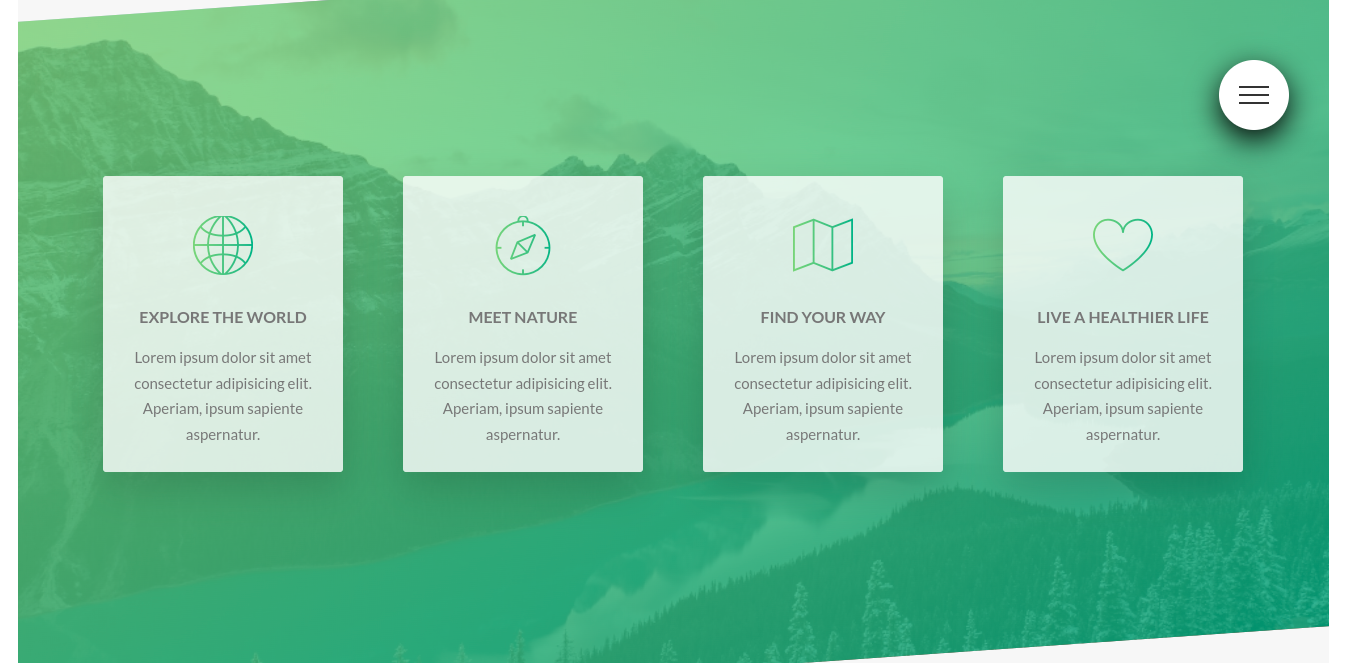 EXPLORE THE WORLD
Lorem ipsum dolor sit amet
consectetur adipisicing elit.
Aperiam, ipsum sapiente
aspernatur.
MEET NATURE
Lorem ipsum dolor sit amet
consectetur adipisicing elit.
Aperiam, ipsum sapiente
aspernatur.
FIND YOUR WAY
Lorem ipsum dolor sit amet
consectetur adipisicing elit.
Aperiam, ipsum sapiente
aspernatur.
LIVE A HEALTHIER LIFE
Lorem ipsum dolor sit amet
consectetur adipisicing elit.
Aperiam, ipsum sapiente
aspernatur.